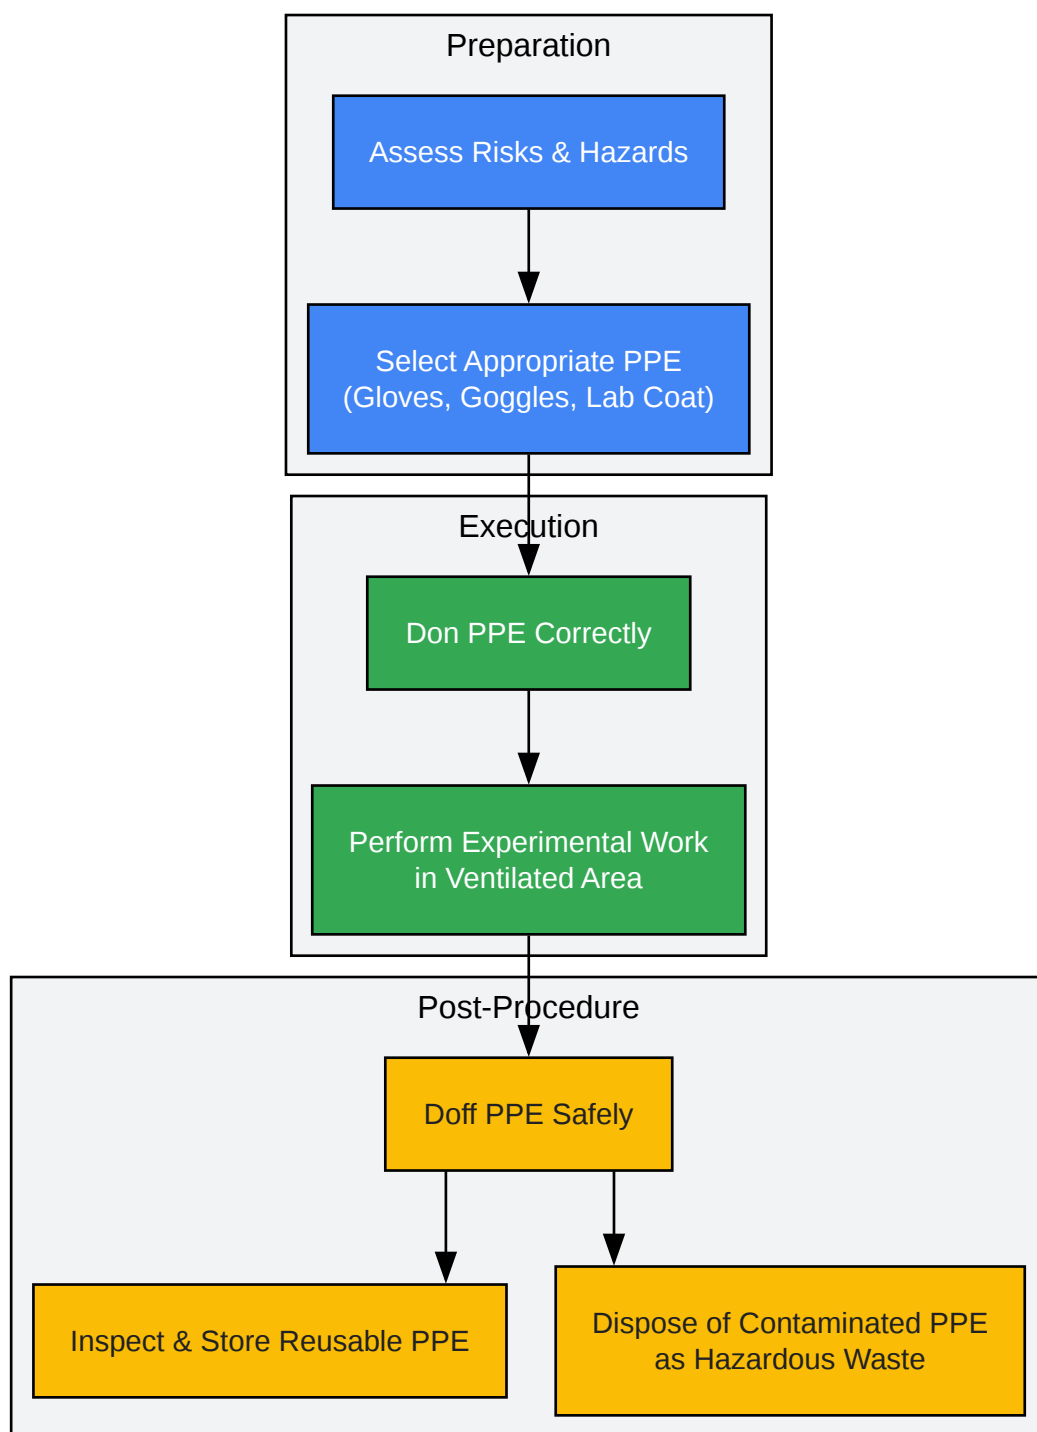 Preparation
Assess Risks & Hazards
Select Appropriate PPE
(Gloves, Goggles, Lab Coat)
Execution
Don PPE Correctly
Perform Experimental Work
in Ventilated Area
Post-Procedure
Doff PPE Safely
Inspect & Store Reusable PPE
Dispose of Contaminated PPE
as Hazardous Waste